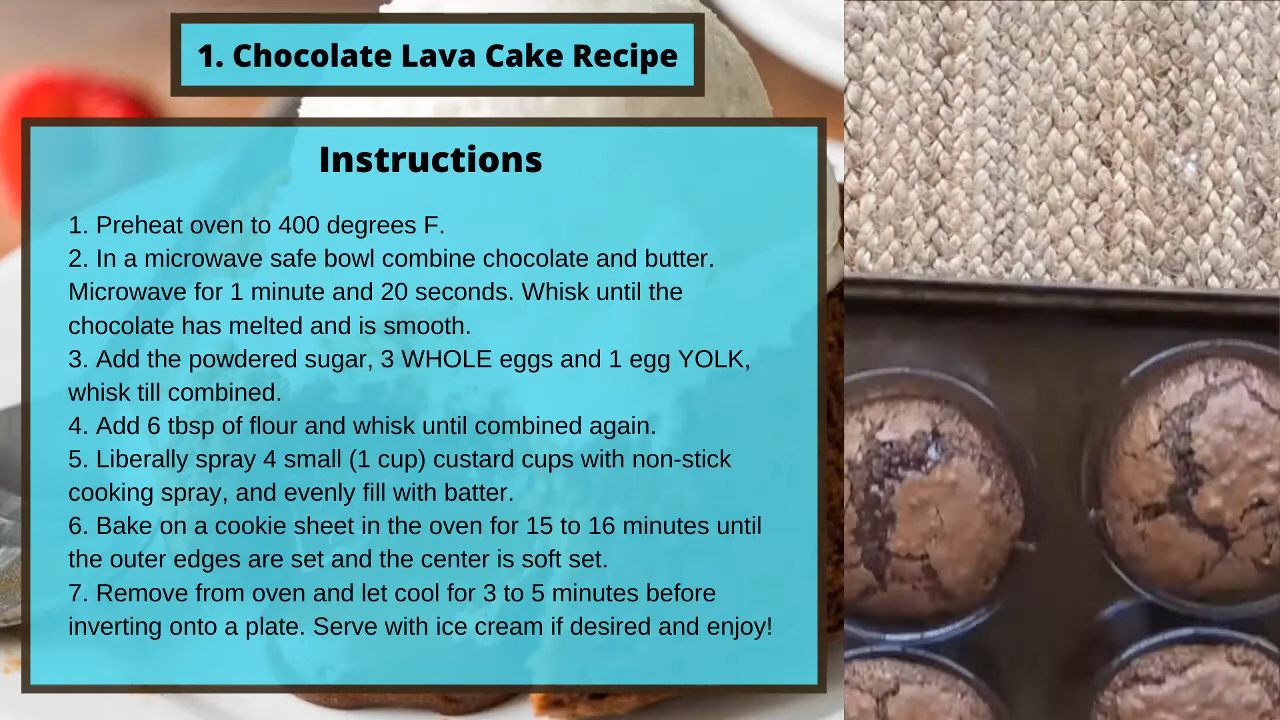 1. Chocolate Lava Cake Recipe
Instructions
1. Preheat oven to 400 degrees F.
2. In a microwave safe bowl combine chocolate and butter.
Microwave for 1 minute and 20 seconds. Whisk until the
chocolate has melted and is smooth.
3. Add the powdered sugar, 3 WHOLE eggs and 1 egg YOLK,
whisk till combined.
4. Add 6 tbsp of flour and whisk until combined again.
5. Liberally spray 4 small (1 cup) custard cups with non-stick
cooking spray, and evenly fill with batter.
6. Bake on a cookie sheet in the oven for 15 to 16 minutes until
the outer edges are set and the center is soft set.
7. Remove from oven and let cool for 3 to 5 minutes before
inverting onto a plate. Serve with ice cream if desired and enjoy!